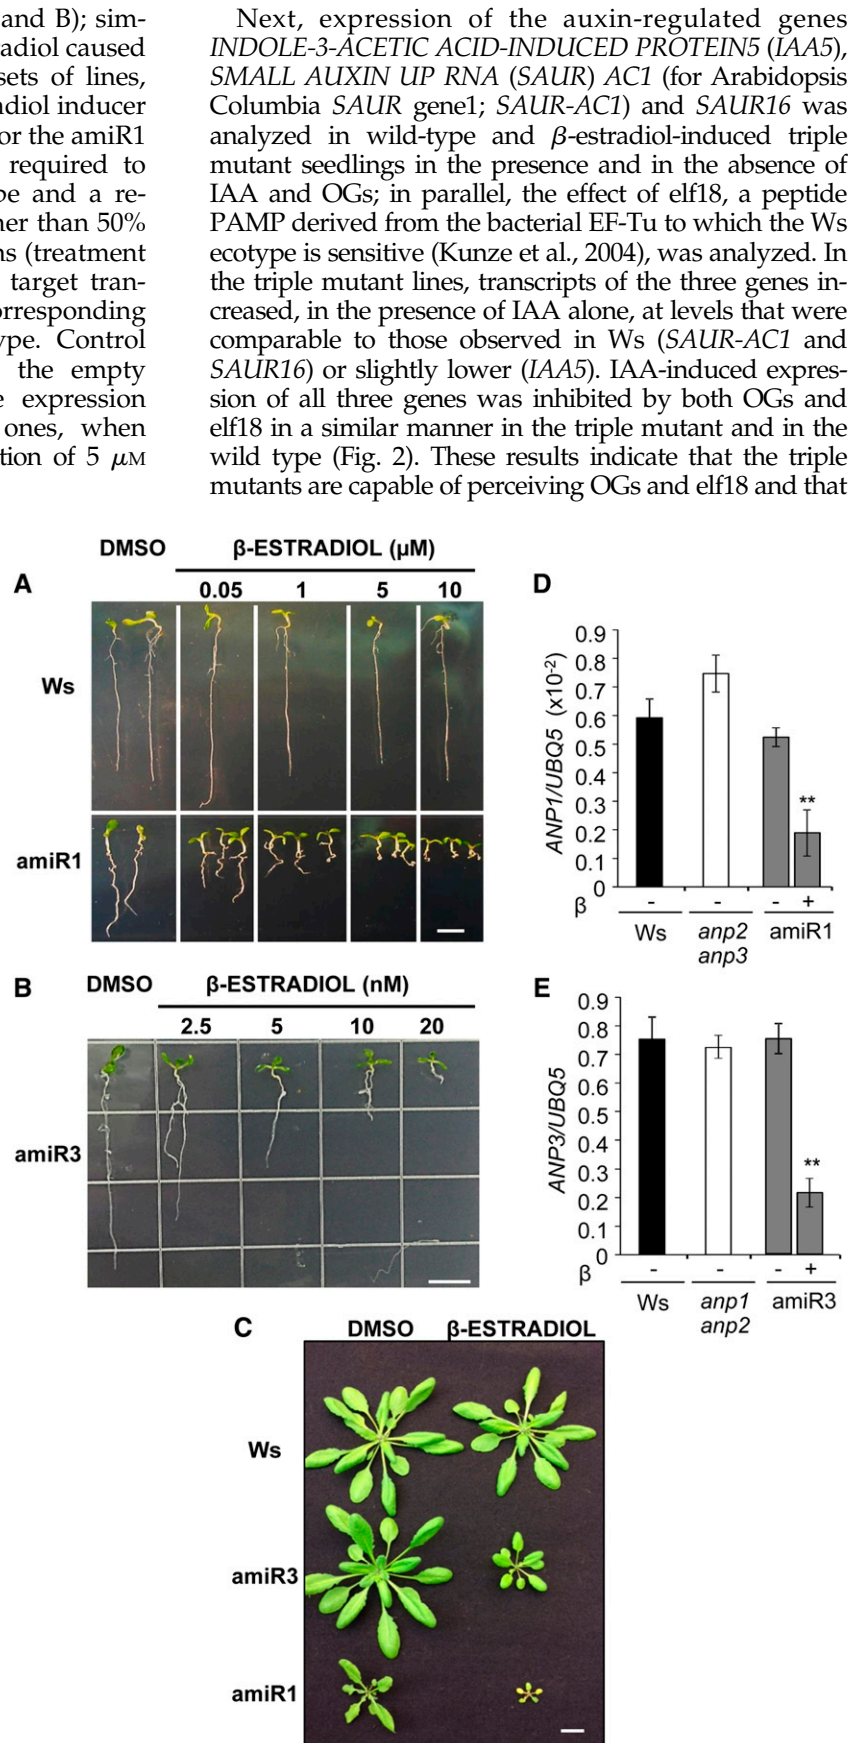 and B); sim-
radiol caused
sets of lines,
radiol inducer
or the amiR1
required to
pe and a re-
her than 50%
ns (treatment
target tran-
orresponding
ype. Control
the empty
e expression
ones, when
tion of 5 μM
Next, expression of the auxin-regulated genes
INDOLE-3-ACETIC ACID-INDUCED PROTEIN5 (IAA5),
SMALL AUXIN UP RNA (SAUR) AC1 (for Arabidopsis
Columbia SAUR gene1; SAUR-AC1) and SAUR16 was
analyzed in wild-type and β-estradiol-induced triple
mutant seedlings in the presence and in the absence of
IAA and OGs; in parallel, the effect of elf18, a peptide
PAMP derived from the bacterial EF-Tu to which the Ws
ecotype is sensitive (Kunze et al., 2004), was analyzed. In
the triple mutant lines, transcripts of the three genes in-
creased, in the presence of IAA alone, at levels that were
comparable to those observed in Ws (SAUR-AC1 and
SAUR16) or slightly lower (IAA5). IAA-induced expres-
sion of all three genes was inhibited by both OGs and
elf18 in a similar manner in the triple mutant and in the
wild type (Fig. 2). These results indicate that the triple
mutants are capable of perceiving OGs and elf18 and that
DMSO β-ESTRADIOL (μM)
A 0.05 1 5 10
Ws
amiR1
D
ANP1/UBQ5 (x10-2)
0.9
0.8
0.7
0.6
0.5
0.4
0.3
0.2
0.1
0
**
β - - - +
Ws anp2 amiR1
anp3
B DMSO β-ESTRADIOL (nM)
2.5 5 10 20
amiR3
E
ANP3/UBQ5
0.9
0.8
0.7
0.6
0.5
0.4
0.3
0.2
0.1
0
**
β - - - +
Ws anp1 amiR3
anp2
C DMSO β-ESTRADIOL
Ws
amiR3
amiR1